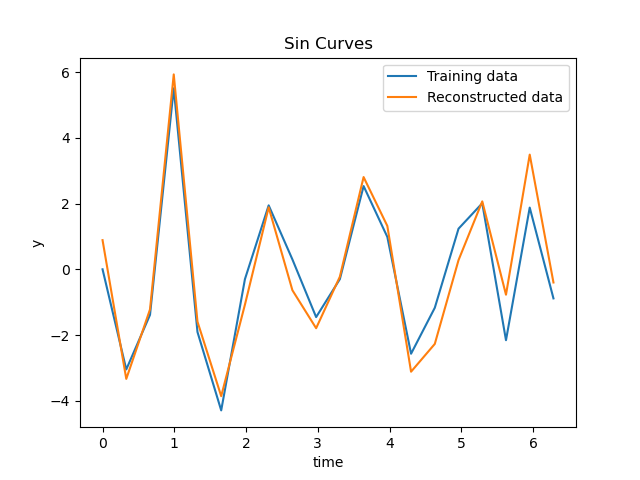 Sin Curves
Training data
Reconstructed data
6
4
2
0
−2
−4
y
0 1 2 3 4 5 6
time